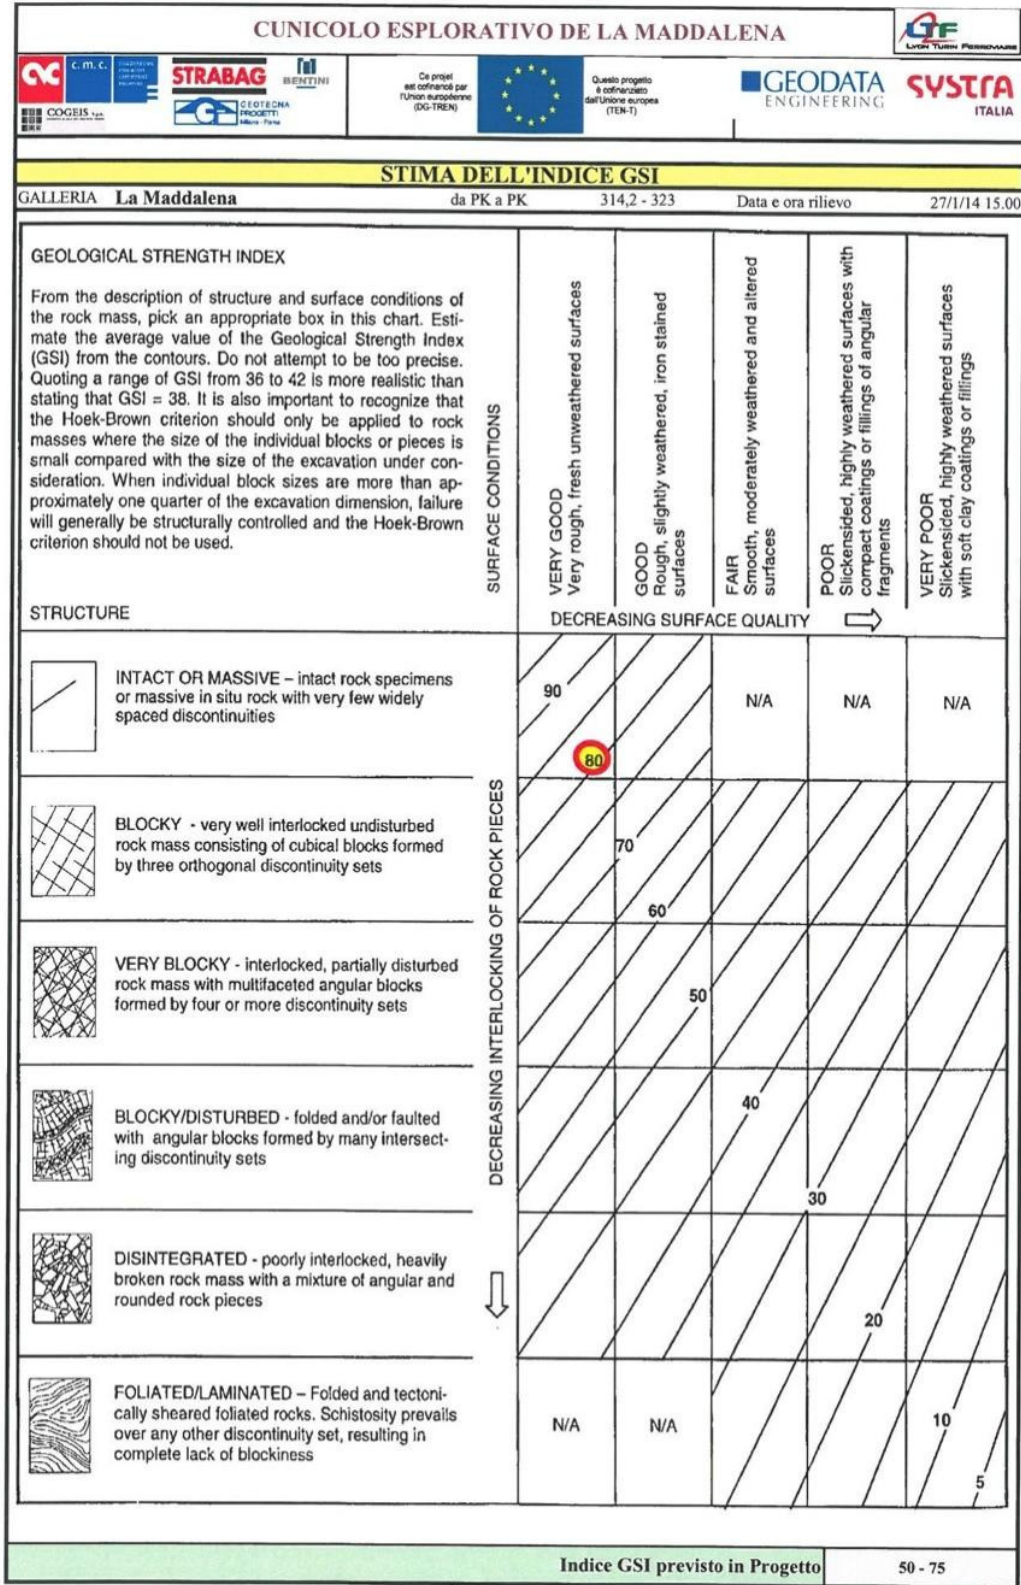 CUNICOLO ESPLORATIVO DE LA MADDALENA
LTF
LYON TURIN FERROVIAIRE
c. m. c.
COGEIS s.p.a.
STRABAG
BENTINI
GEOTECNA
PROGETTI
Milano - Roma
Ce projet
est cofinancé par
l'Union européenne
(DG-TREN)
Questo progetto
è cofinanziato
dall'Unione europea
(TEN-T)
GEODATA
ENGINEERING
SYSTRA
ITALIA
STIMA DELL'INDICE GSI
GALLERIA La Maddalena da PK a PK 314,2 - 323 Data e ora rilievo 27/1/14 15.00
GEOLOGICAL STRENGTH INDEX
From the description of structure and surface conditions of
the rock mass, pick an appropriate box in this chart. Esti-
mate the average value of the Geological Strength Index
(GSI) from the contours. Do not attempt to be too precise.
Quoting a range of GSI from 36 to 42 is more realistic than
stating that GSI = 38. It is also important to recognize that
the Hoek-Brown criterion should only be applied to rock
masses where the size of the individual blocks or pieces is
small compared with the size of the excavation under con-
sideration. When individual block sizes are more than ap-
proximately one quarter of the excavation dimension, failure
will generally be structurally controlled and the Hoek-Brown
criterion should not be used.
STRUCTURE
SURFACE CONDITIONS
VERY GOOD
Very rough, fresh unweathered surfaces
GOOD
Rough, slightly weathered, iron stained
surfaces
FAIR
Smooth, moderately weathered and altered
surfaces
POOR
Slickensided, highly weathered surfaces with
compact coatings or fillings of angular
fragments
VERY POOR
Slickensided, highly weathered surfaces
with soft clay coatings or fillings
DECREASING SURFACE QUALITY
DECREASING INTERLOCKING OF ROCK PIECES
INTACT OR MASSIVE – intact rock specimens
or massive in situ rock with very few widely
spaced discontinuities
90
80
N/A N/A N/A
BLOCKY - very well interlocked undisturbed
rock mass consisting of cubical blocks formed
by three orthogonal discontinuity sets
70
60
VERY BLOCKY - interlocked, partially disturbed
rock mass with multifaceted angular blocks
formed by four or more discontinuity sets
50
BLOCKY/DISTURBED - folded and/or faulted
with angular blocks formed by many intersect-
ing discontinuity sets
40
30
DISINTEGRATED - poorly interlocked, heavily
broken rock mass with a mixture of angular and
rounded rock pieces
20
FOLIATED/LAMINATED – Folded and tectoni-
cally sheared foliated rocks. Schistosity prevails
over any other discontinuity set, resulting in
complete lack of blockiness
N/A N/A
10
5
Indice GSI previsto in Progetto 50 - 75